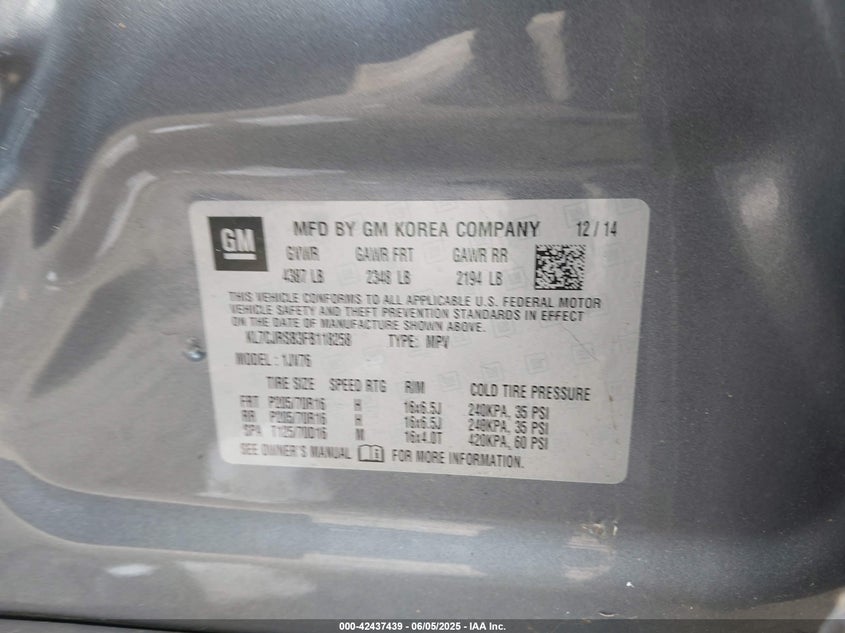 GM
MFD BY GM KOREA COMPANY 12/14
GVWR GAWR FRT GAWR RR
4387 LB 2348 LB 2194 LB
THIS VEHICLE CONFORMS TO ALL APPLICABLE U.S. FEDERAL MOTOR
VEHICLE SAFETY AND THEFT PREVENTION STANDARDS IN EFFECT
ON THE DATE OF MANUFACTURE SHOWN ABOVE.
KL7CJRSB3FB118258 TYPE: MPV
MODEL: 1JV76
TIRE SIZE SPEED RTG RIM COLD TIRE PRESSURE
FRT P205/70R16 H 16x6.5J 240KPA, 35 PSI
RR P205/70R16 H 16x6.5J 240KPA, 35 PSI
SPA T125/70D16 M 16x4.0T 420KPA, 60 PSI
SEE OWNER'S MANUAL FOR MORE INFORMATION.
000-42437439 - 06/05/2025 - IAA Inc.